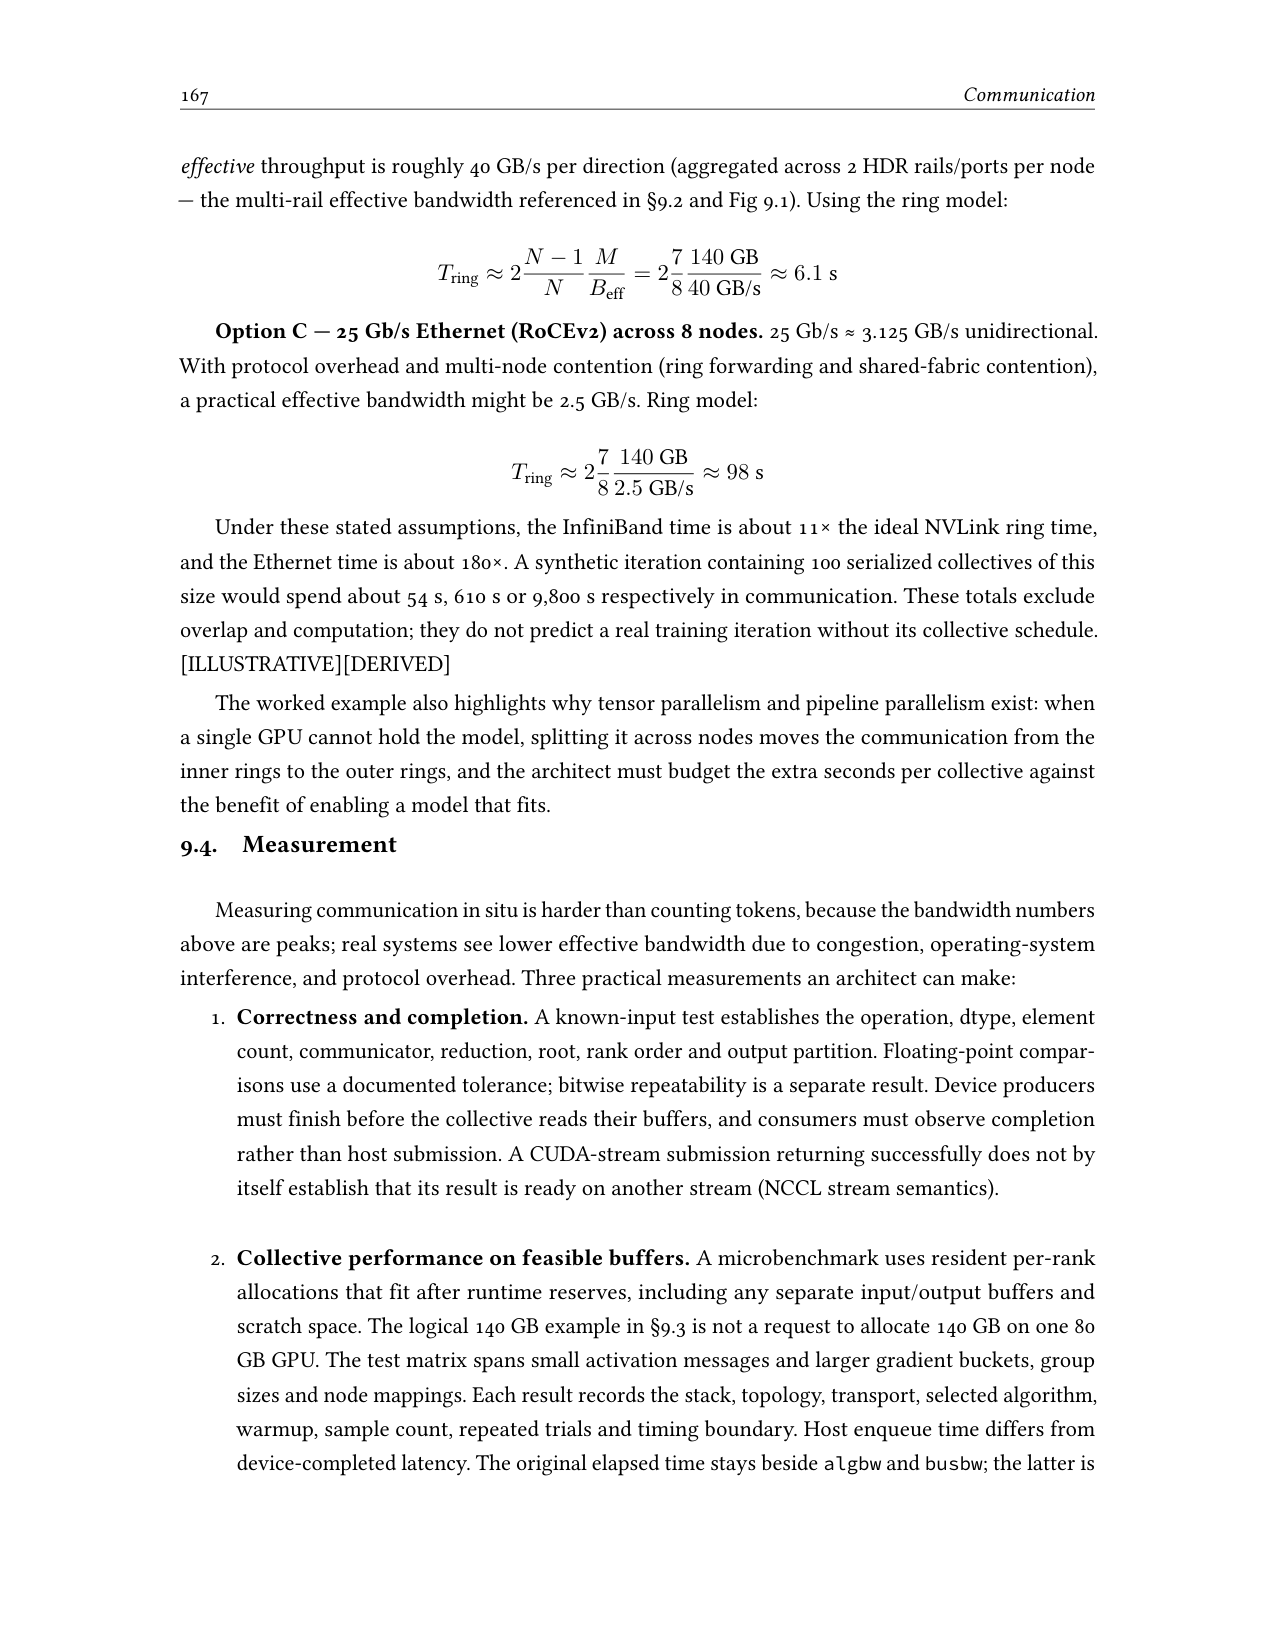 167 Communication
effective throughput is roughly 40 GB/s per direction (aggregated across 2 HDR rails/ports per node
— the multi-rail effective bandwidth referenced in §9.2 and Fig 9.1). Using the ring model:
T_ring ≈ 2 (N − 1)/N M/B_eff = 2 7/8 140 GB/40 GB/s ≈ 6.1 s
Option C — 25 Gb/s Ethernet (RoCEv2) across 8 nodes. 25 Gb/s ≈ 3.125 GB/s unidirectional.
With protocol overhead and multi-node contention (ring forwarding and shared-fabric contention),
a practical effective bandwidth might be 2.5 GB/s. Ring model:
T_ring ≈ 2 7/8 140 GB/2.5 GB/s ≈ 98 s
Under these stated assumptions, the InfiniBand time is about 11× the ideal NVLink ring time,
and the Ethernet time is about 180×. A synthetic iteration containing 100 serialized collectives of this
size would spend about 54 s, 610 s or 9,800 s respectively in communication. These totals exclude
overlap and computation; they do not predict a real training iteration without its collective schedule.
[ILLUSTRATIVE][DERIVED]
The worked example also highlights why tensor parallelism and pipeline parallelism exist: when
a single GPU cannot hold the model, splitting it across nodes moves the communication from the
inner rings to the outer rings, and the architect must budget the extra seconds per collective against
the benefit of enabling a model that fits.
9.4. Measurement
Measuring communication in situ is harder than counting tokens, because the bandwidth numbers
above are peaks; real systems see lower effective bandwidth due to congestion, operating-system
interference, and protocol overhead. Three practical measurements an architect can make:
1. Correctness and completion. A known-input test establishes the operation, dtype, element
count, communicator, reduction, root, rank order and output partition. Floating-point compar-
isons use a documented tolerance; bitwise repeatability is a separate result. Device producers
must finish before the collective reads their buffers, and consumers must observe completion
rather than host submission. A CUDA-stream submission returning successfully does not by
itself establish that its result is ready on another stream (NCCL stream semantics).
2. Collective performance on feasible buffers. A microbenchmark uses resident per-rank
allocations that fit after runtime reserves, including any separate input/output buffers and
scratch space. The logical 140 GB example in §9.3 is not a request to allocate 140 GB on one 80
GB GPU. The test matrix spans small activation messages and larger gradient buckets, group
sizes and node mappings. Each result records the stack, topology, transport, selected algorithm,
warmup, sample count, repeated trials and timing boundary. Host enqueue time differs from
device-completed latency. The original elapsed time stays beside algbw and busbw; the latter is